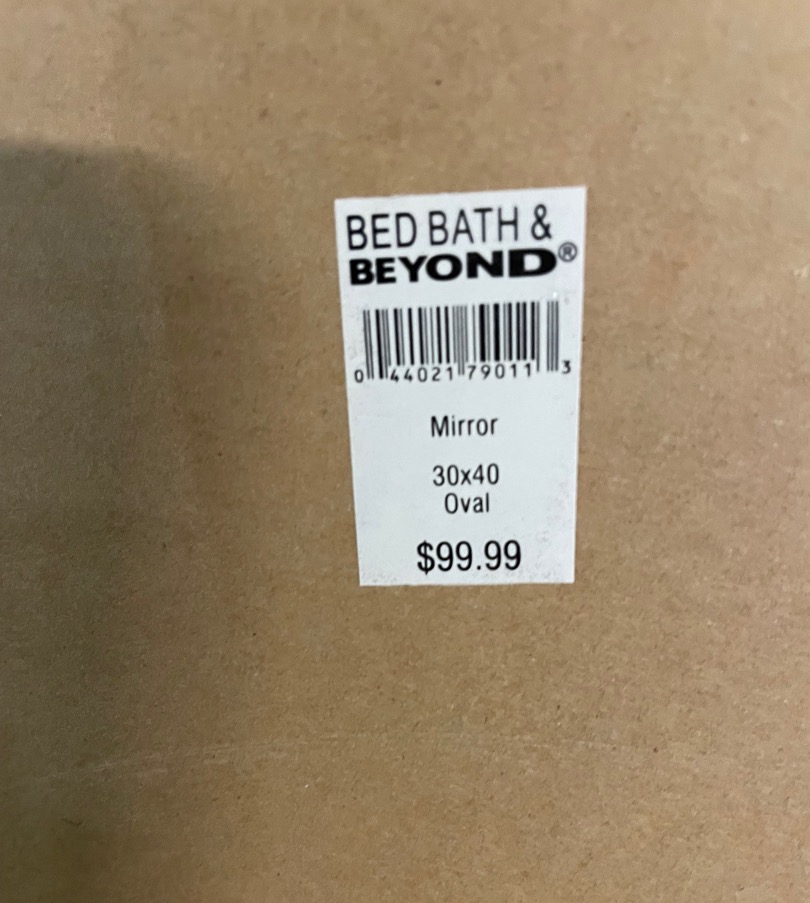 BED BATH &
BEYOND®
0 44021 79011 3
Mirror
30x40
Oval
$99.99